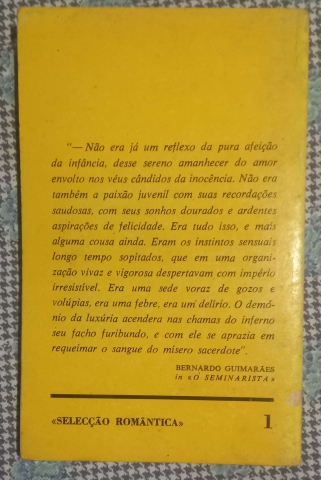 "— Não era já um reflexo da pura afeição
da infância, desse sereno amanhecer do amor
envolto nos véus cândidos da inocência. Não era
também a paixão juvenil com suas recordações
saudosas, com seus sonhos dourados e ardentes
aspirações de felicidade. Era tudo isso, e mais
alguma cousa ainda. Eram os instintos sensuais
longo tempo sopitados, que em uma organi-
zação vivaz e vigorosa despertavam com império
irresistível. Era uma sede voraz de gozos e
volúpias, era uma febre, era um delírio. O demó-
nio da luxúria acendera nas chamas do inferno
seu facho furibundo, e com ele se aprazia em
requeimar o sangue do mísero sacerdote".
BERNARDO GUIMARÃES
in «O SEMINARISTA»
«SELECÇÃO ROMÂNTICA» 1